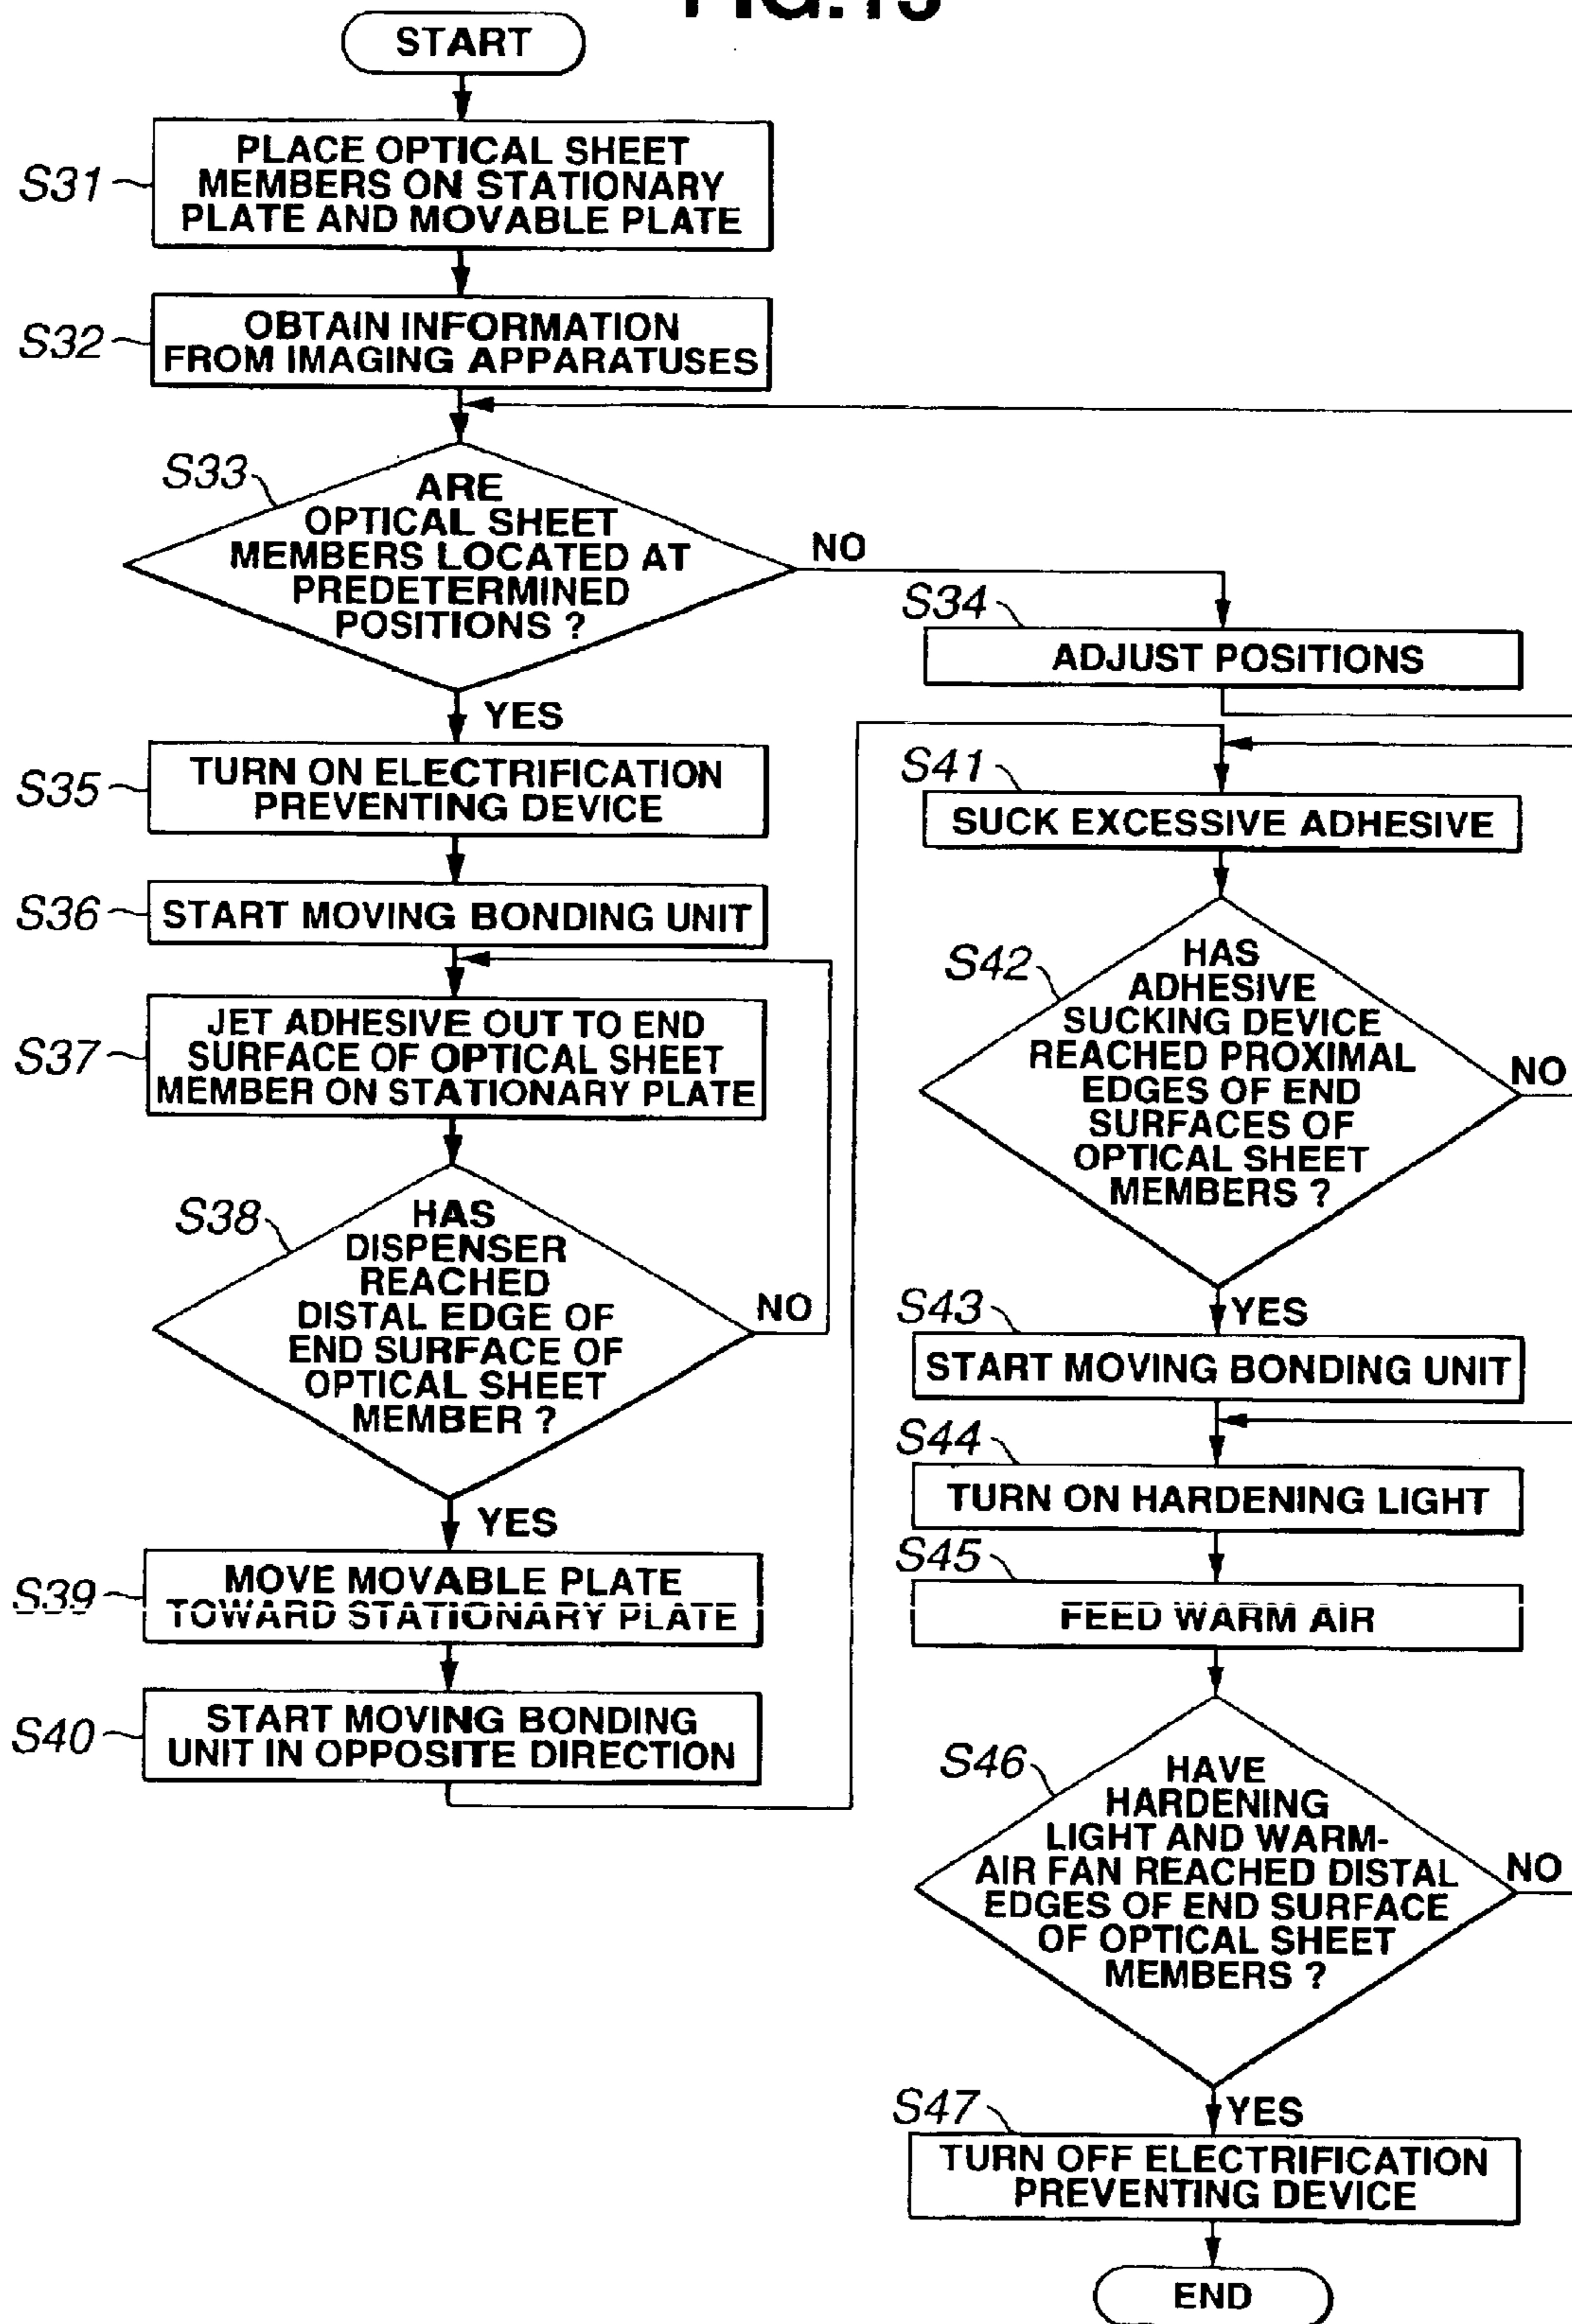 START
S31
PLACE OPTICAL SHEET
MEMBERS ON STATIONARY
PLATE AND MOVABLE PLATE
S32
OBTAIN INFORMATION
FROM IMAGING APPARATUSES
S33
ARE
OPTICAL SHEET
MEMBERS LOCATED AT
PREDETERMINED
POSITIONS ?
NO
YES
S34
ADJUST POSITIONS
S35
TURN ON ELECTRIFICATION
PREVENTING DEVICE
S36
START MOVING BONDING UNIT
S37
JET ADHESIVE OUT TO END
SURFACE OF OPTICAL SHEET
MEMBER ON STATIONARY PLATE
S38
HAS
DISPENSER
REACHED
DISTAL EDGE OF
END SURFACE OF
OPTICAL SHEET
MEMBER ?
NO
YES
S39
MOVE MOVABLE PLATE
TOWARD STATIONARY PLATE
S40
START MOVING BONDING
UNIT IN OPPOSITE DIRECTION
S41
SUCK EXCESSIVE ADHESIVE
S42
HAS
ADHESIVE
SUCKING DEVICE
REACHED PROXIMAL
EDGES OF END
SURFACES OF
OPTICAL SHEET
MEMBERS ?
NO
YES
S43
START MOVING BONDING UNIT
S44
TURN ON HARDENING LIGHT
S45
FEED WARM AIR
S46
HAVE
HARDENING
LIGHT AND WARM-
AIR FAN REACHED DISTAL
EDGES OF END SURFACE
OF OPTICAL SHEET
MEMBERS ?
NO
YES
S47
TURN OFF ELECTRIFICATION
PREVENTING DEVICE
END